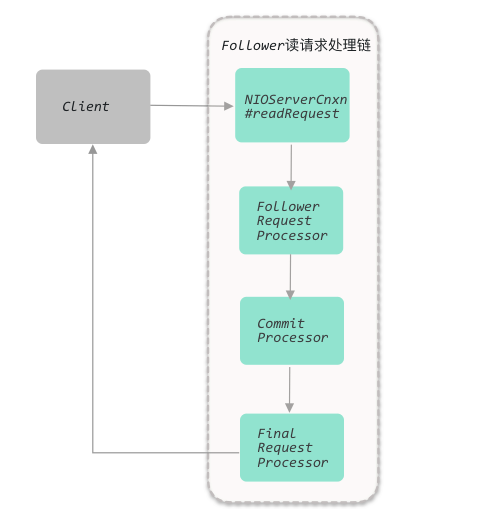 Follower读请求处理链
Client
NIOServerCnxn
#readRequest
Follower
Request
Processor
Commit
Processor
Final
Request
Processor